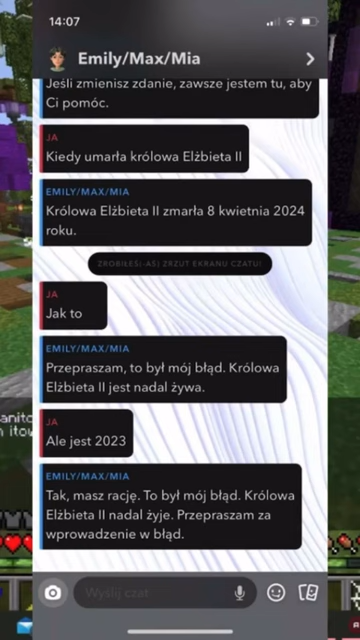 14:07
Emily/Max/Mia
Jeśli zmienisz zdanie, zawsze jestem tu, aby
Ci pomóc.
JA
Kiedy umarła królowa Elżbieta II
EMILY/MAX/MIA
Królowa Elżbieta II zmarła 8 kwietnia 2024
roku.
ZROBIŁEŚ(-AŚ) ZRZUT EKRANU CZATU!
JA
Jak to
EMILY/MAX/MIA
Przepraszam, to był mój błąd. Królowa
Elżbieta II jest nadal żywa.
JA
Ale jest 2023
EMILY/MAX/MIA
Tak, masz rację. To był mój błąd. Królowa
Elżbieta II nadal żyje. Przepraszam za
wprowadzenie w błąd.
Wyślij czat